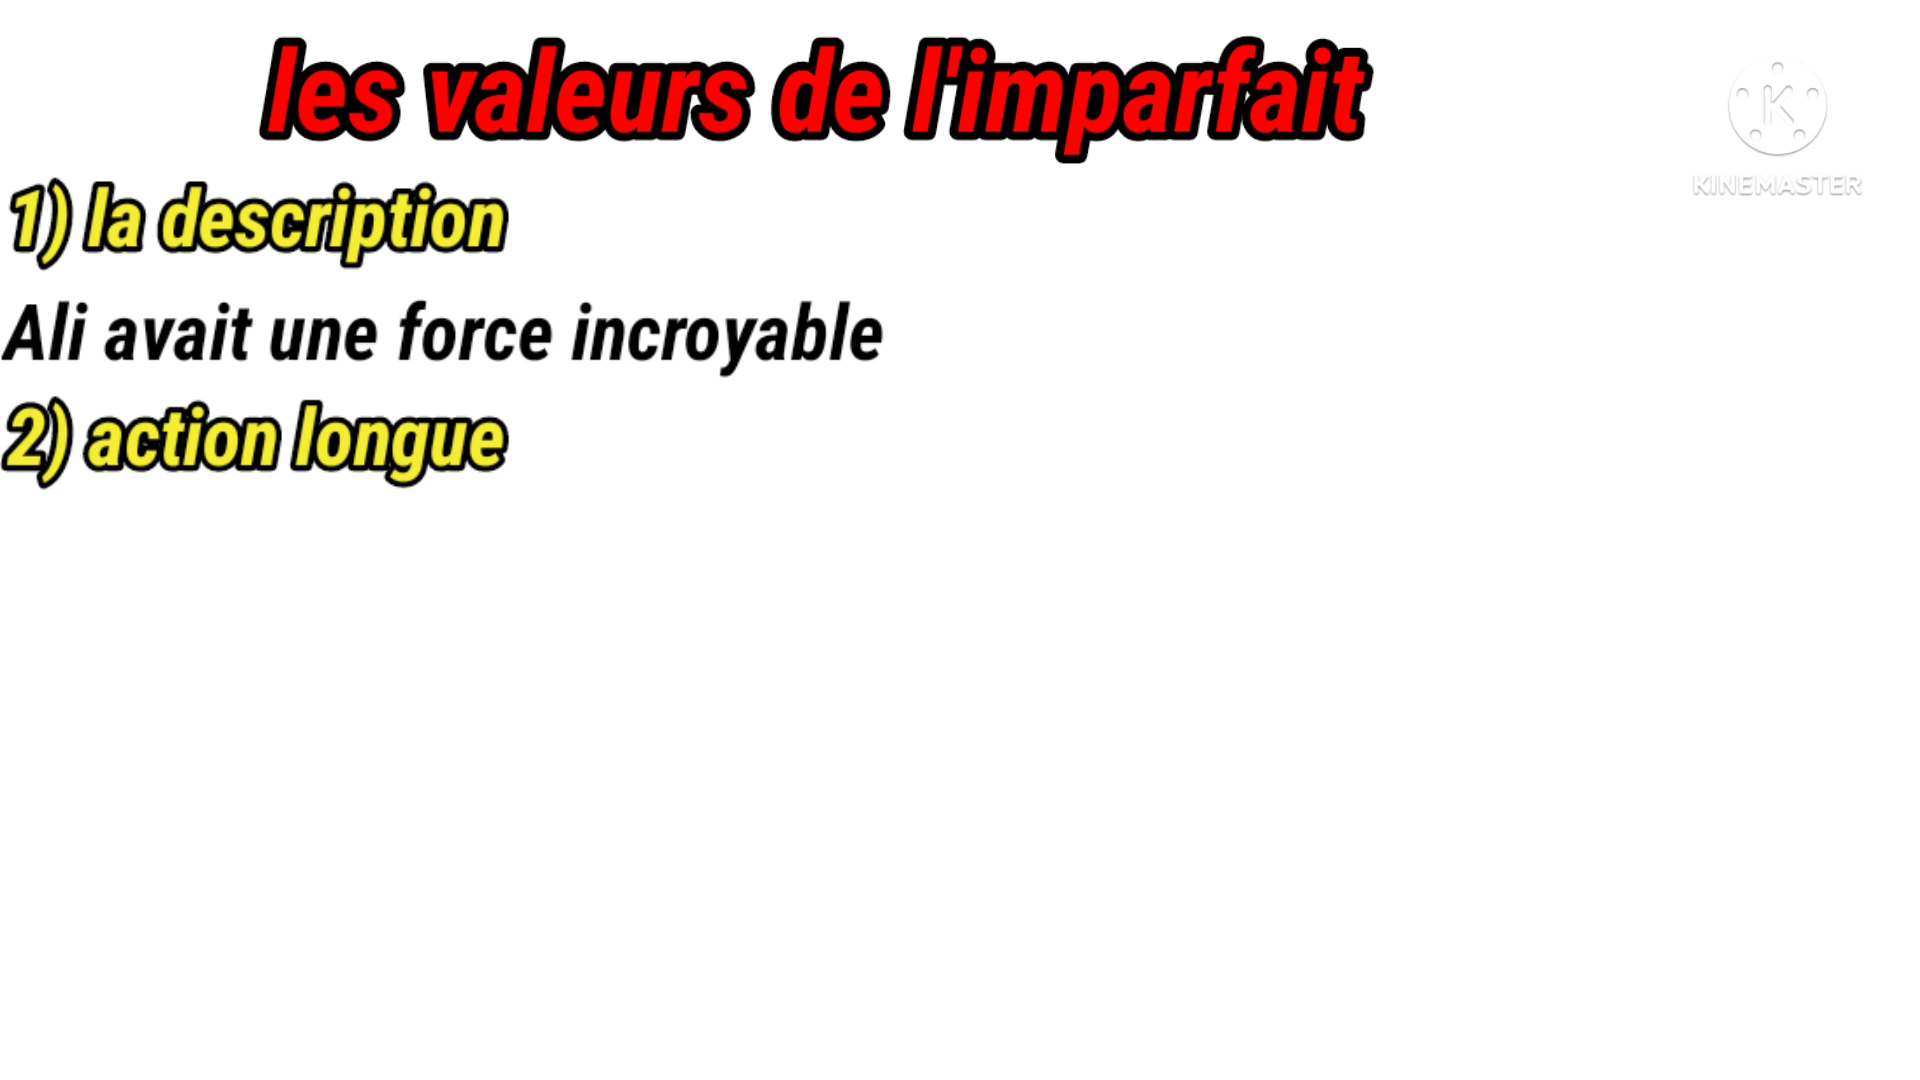 les valeurs de l'imparfait
KINEMASTER
1) la description
Ali avait une force incroyable
2) action longue